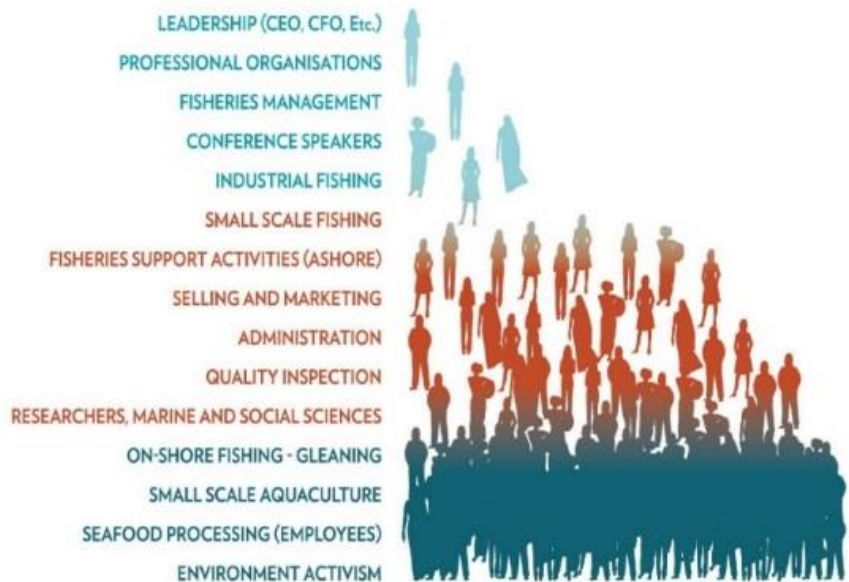 LEADERSHIP (CEO, CFO, Etc.)
PROFESSIONAL ORGANISATIONS
FISHERIES MANAGEMENT
CONFERENCE SPEAKERS
INDUSTRIAL FISHING
SMALL SCALE FISHING
FISHERIES SUPPORT ACTIVITIES (ASHORE)
SELLING AND MARKETING
ADMINISTRATION
QUALITY INSPECTION
RESEARCHERS, MARINE AND SOCIAL SCIENCES
ON-SHORE FISHING - GLEANING
SMALL SCALE AQUACULTURE
SEAFOOD PROCESSING (EMPLOYEES)
ENVIRONMENT ACTIVISM